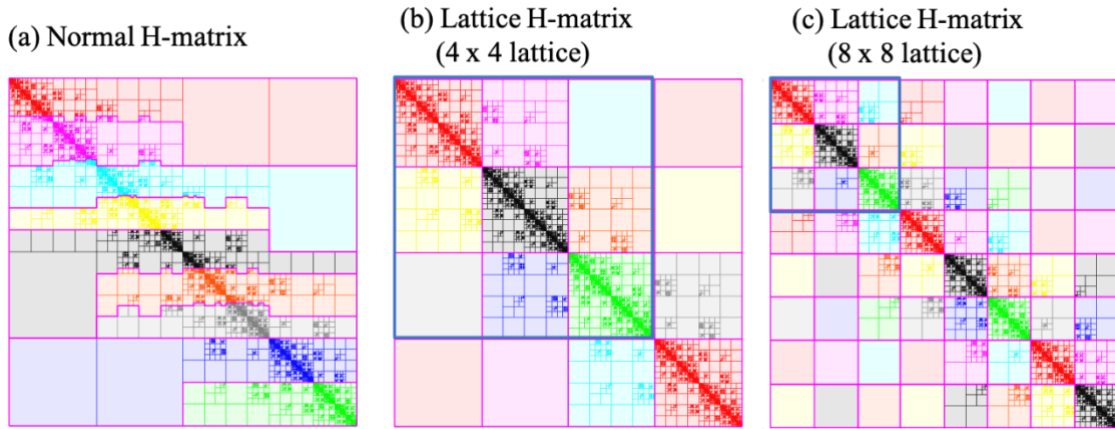 (a) Normal H-matrix
(b) Lattice H-matrix
(4 x 4 lattice)
(c) Lattice H-matrix
(8 x 8 lattice)